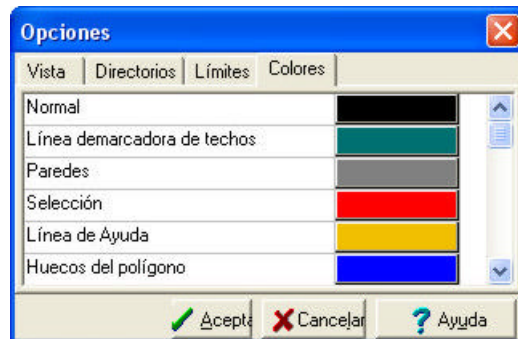 Opciones
Vista Directorios Límites Colores
Normal
Línea demarcadora de techos
Paredes
Selección
Línea de Ayuda
Huecos del polígono
Acepta Cancelar Ayuda